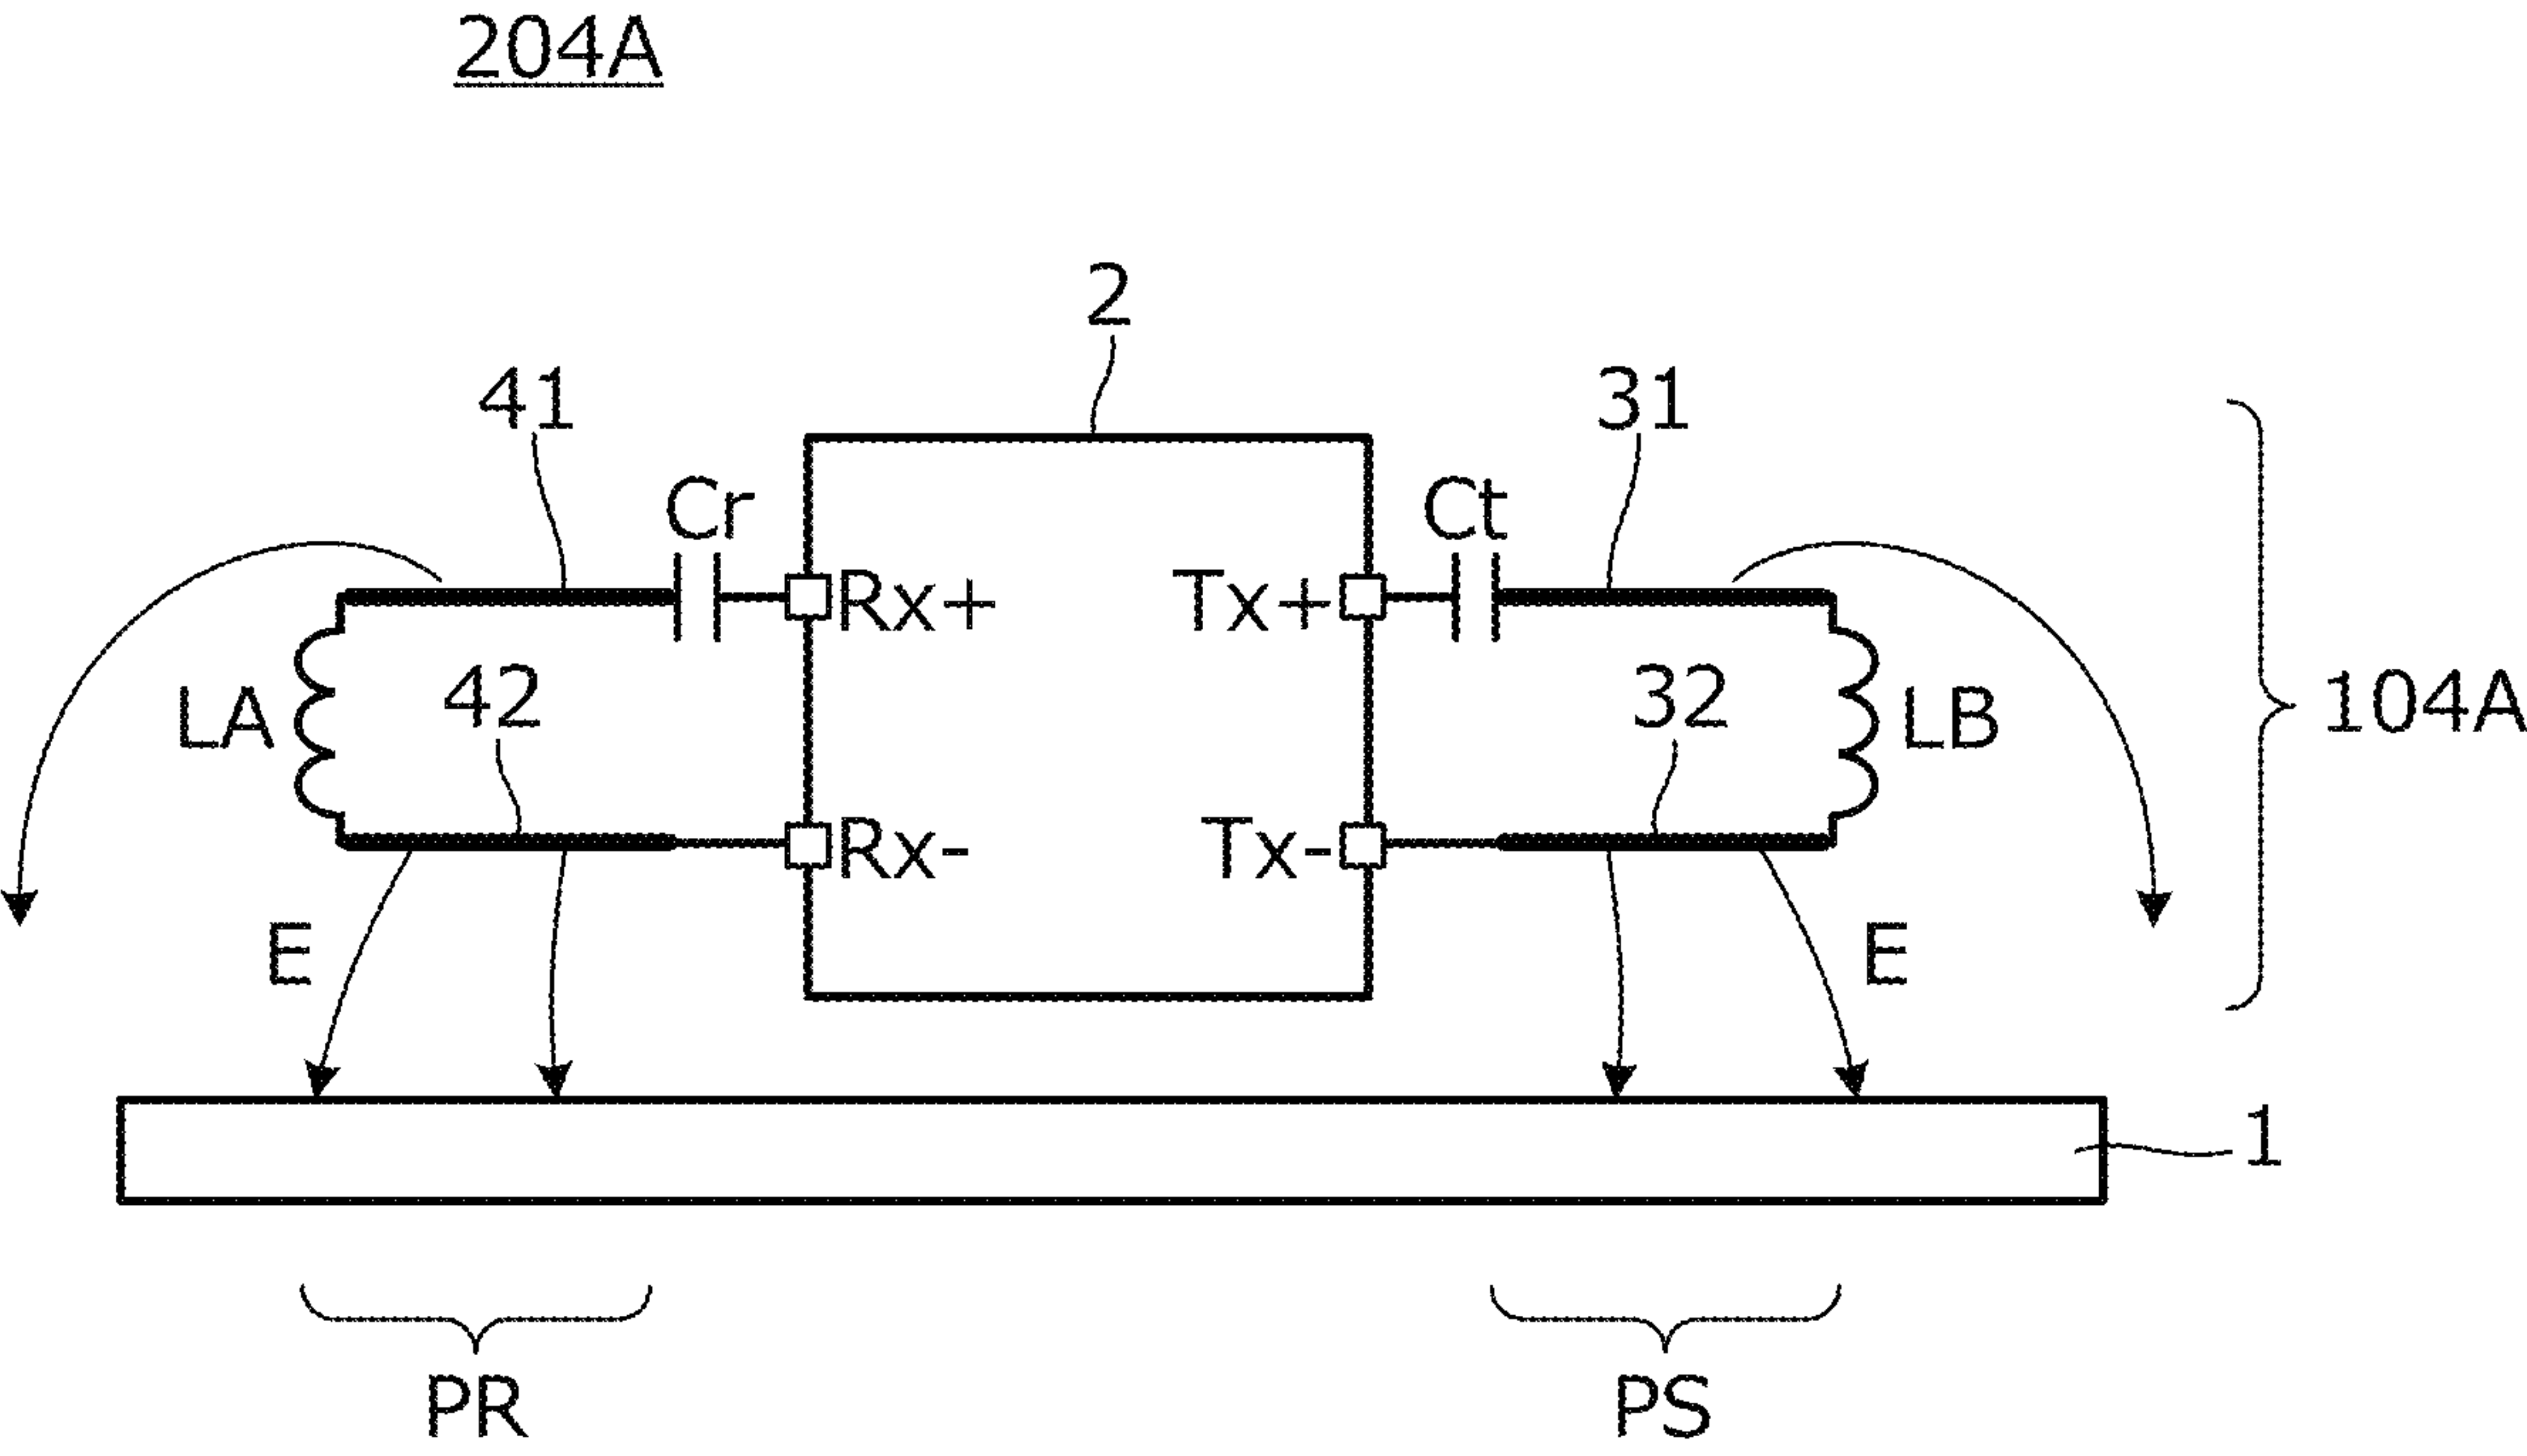 204A
2
41
31
Cr
Ct
Rx+
Tx+
LA
42
32
LB
104A
Rx-
Tx-
E
E
1
PR
PS